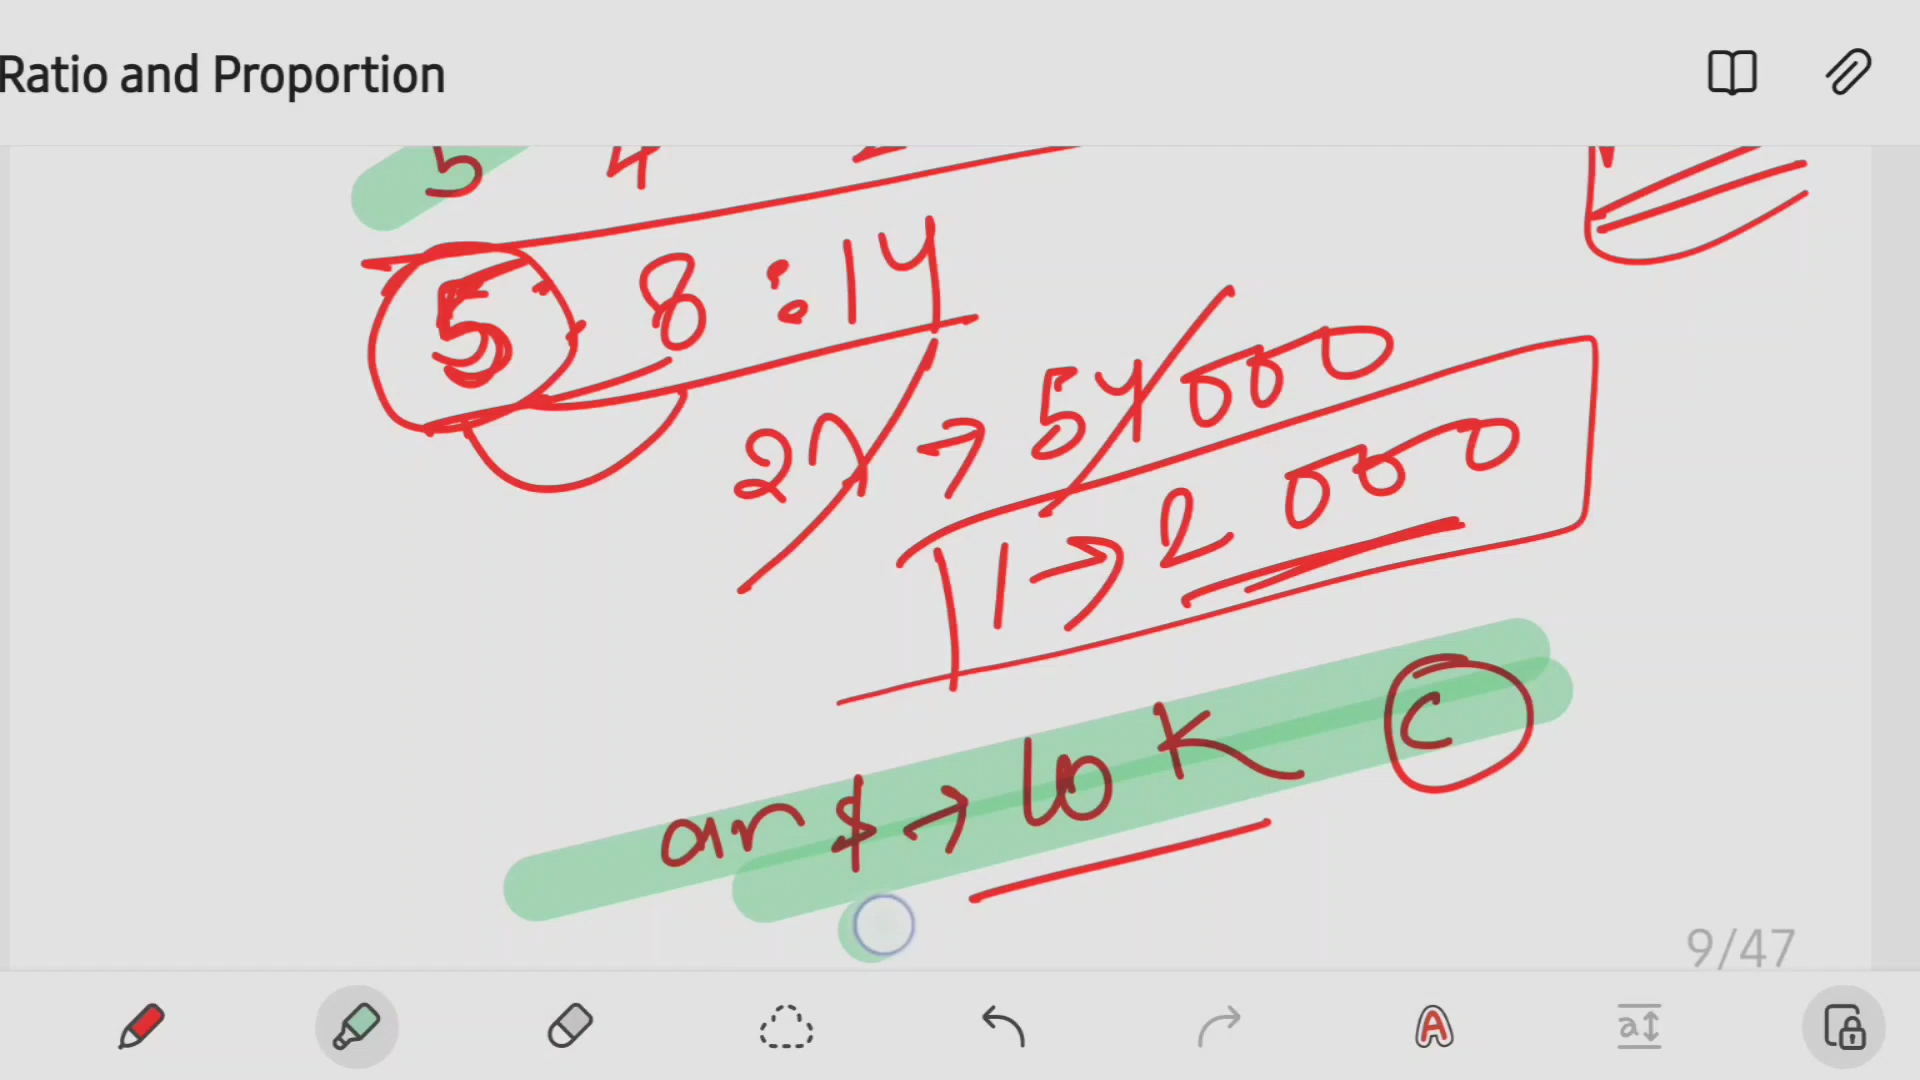 Ratio and Proportion
5 4
5 : 8 : 14
27 → 54000
1 → 2000
ans → 10K C
9/47
A
a